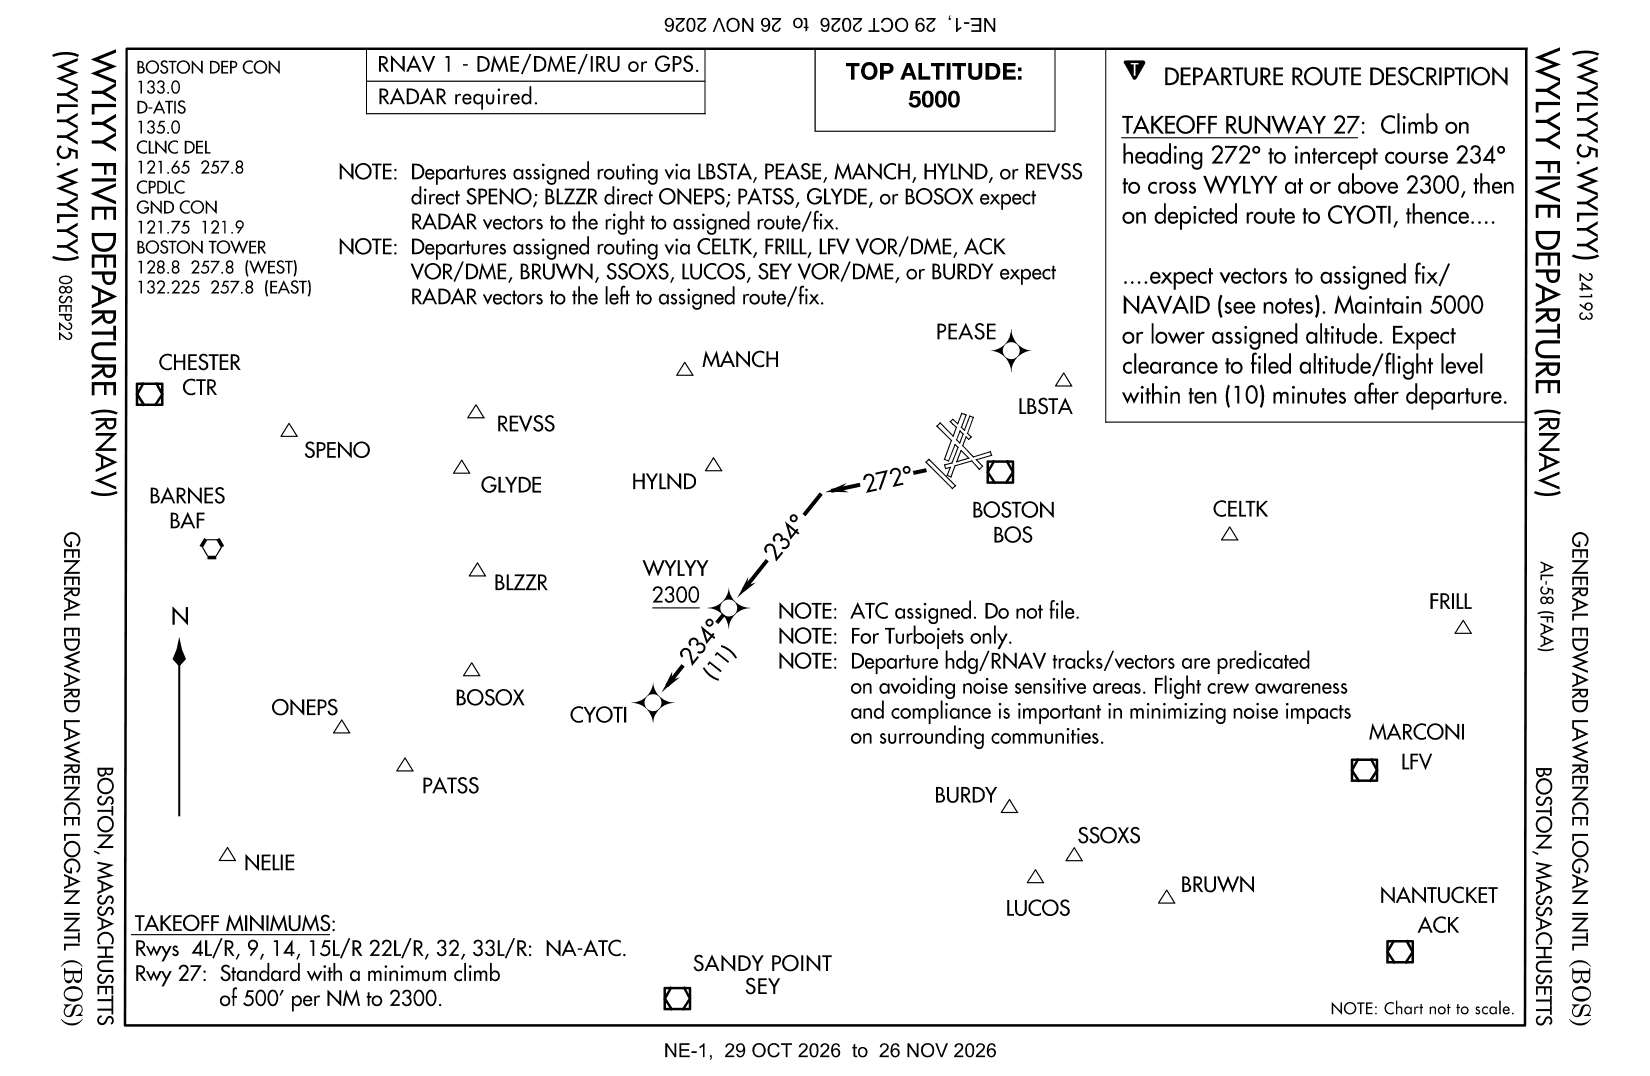 NE-1, 29 OCT 2026 to 26 NOV 2026
(WYLYY5.WYLYY) 08SEP22
WYLYY FIVE DEPARTURE (RNAV)
GENERAL EDWARD LAWRENCE LOGAN INTL (BOS)
BOSTON, MASSACHUSETTS
BOSTON DEP CON
133.0
D-ATIS
135.0
CLNC DEL
121.65 257.8
CPDLC
GND CON
121.75 121.9
BOSTON TOWER
128.8 257.8 (WEST)
132.225 257.8 (EAST)
RNAV 1 - DME/DME/IRU or GPS.
RADAR required.
TOP ALTITUDE:
5000
T DEPARTURE ROUTE DESCRIPTION
TAKEOFF RUNWAY 27: Climb on
heading 272° to intercept course 234°
to cross WYLYY at or above 2300, then
on depicted route to CYOTI, thence....
....expect vectors to assigned fix/
NAVAID (see notes). Maintain 5000
or lower assigned altitude. Expect
clearance to filed altitude/flight level
within ten (10) minutes after departure.
NOTE: Departures assigned routing via LBSTA, PEASE, MANCH, HYLND, or REVSS
direct SPENO; BLZZR direct ONEPS; PATSS, GLYDE, or BOSOX expect
RADAR vectors to the right to assigned route/fix.
NOTE: Departures assigned routing via CELTK, FRILL, LFV VOR/DME, ACK
VOR/DME, BRUWN, SSOXS, LUCOS, SEY VOR/DME, or BURDY expect
RADAR vectors to the left to assigned route/fix.
PEASE
MANCH
CHESTER
CTR
LBSTA
REVSS
SPENO
HYLND
GLYDE
272°
BARNES
BAF
BOSTON
BOS
CELTK
234°
WYLYY
2300
BLZZR
FRILL
N
NOTE: ATC assigned. Do not file.
NOTE: For Turbojets only.
NOTE: Departure hdg/RNAV tracks/vectors are predicated
on avoiding noise sensitive areas. Flight crew awareness
and compliance is important in minimizing noise impacts
on surrounding communities.
234°
(11)
BOSOX
ONEPS
CYOTI
MARCONI
LFV
PATSS
BURDY
SSOXS
NELIE
LUCOS
BRUWN
NANTUCKET
ACK
TAKEOFF MINIMUMS:
Rwys 4L/R, 9, 14, 15L/R 22L/R, 32, 33L/R: NA-ATC.
Rwy 27: Standard with a minimum climb
of 500' per NM to 2300.
SANDY POINT
SEY
NOTE: Chart not to scale.
(WYLYY5.WYLYY) 24193
WYLYY FIVE DEPARTURE (RNAV)
AL-58 (FAA)
GENERAL EDWARD LAWRENCE LOGAN INTL (BOS)
BOSTON, MASSACHUSETTS
NE-1, 29 OCT 2026 to 26 NOV 2026